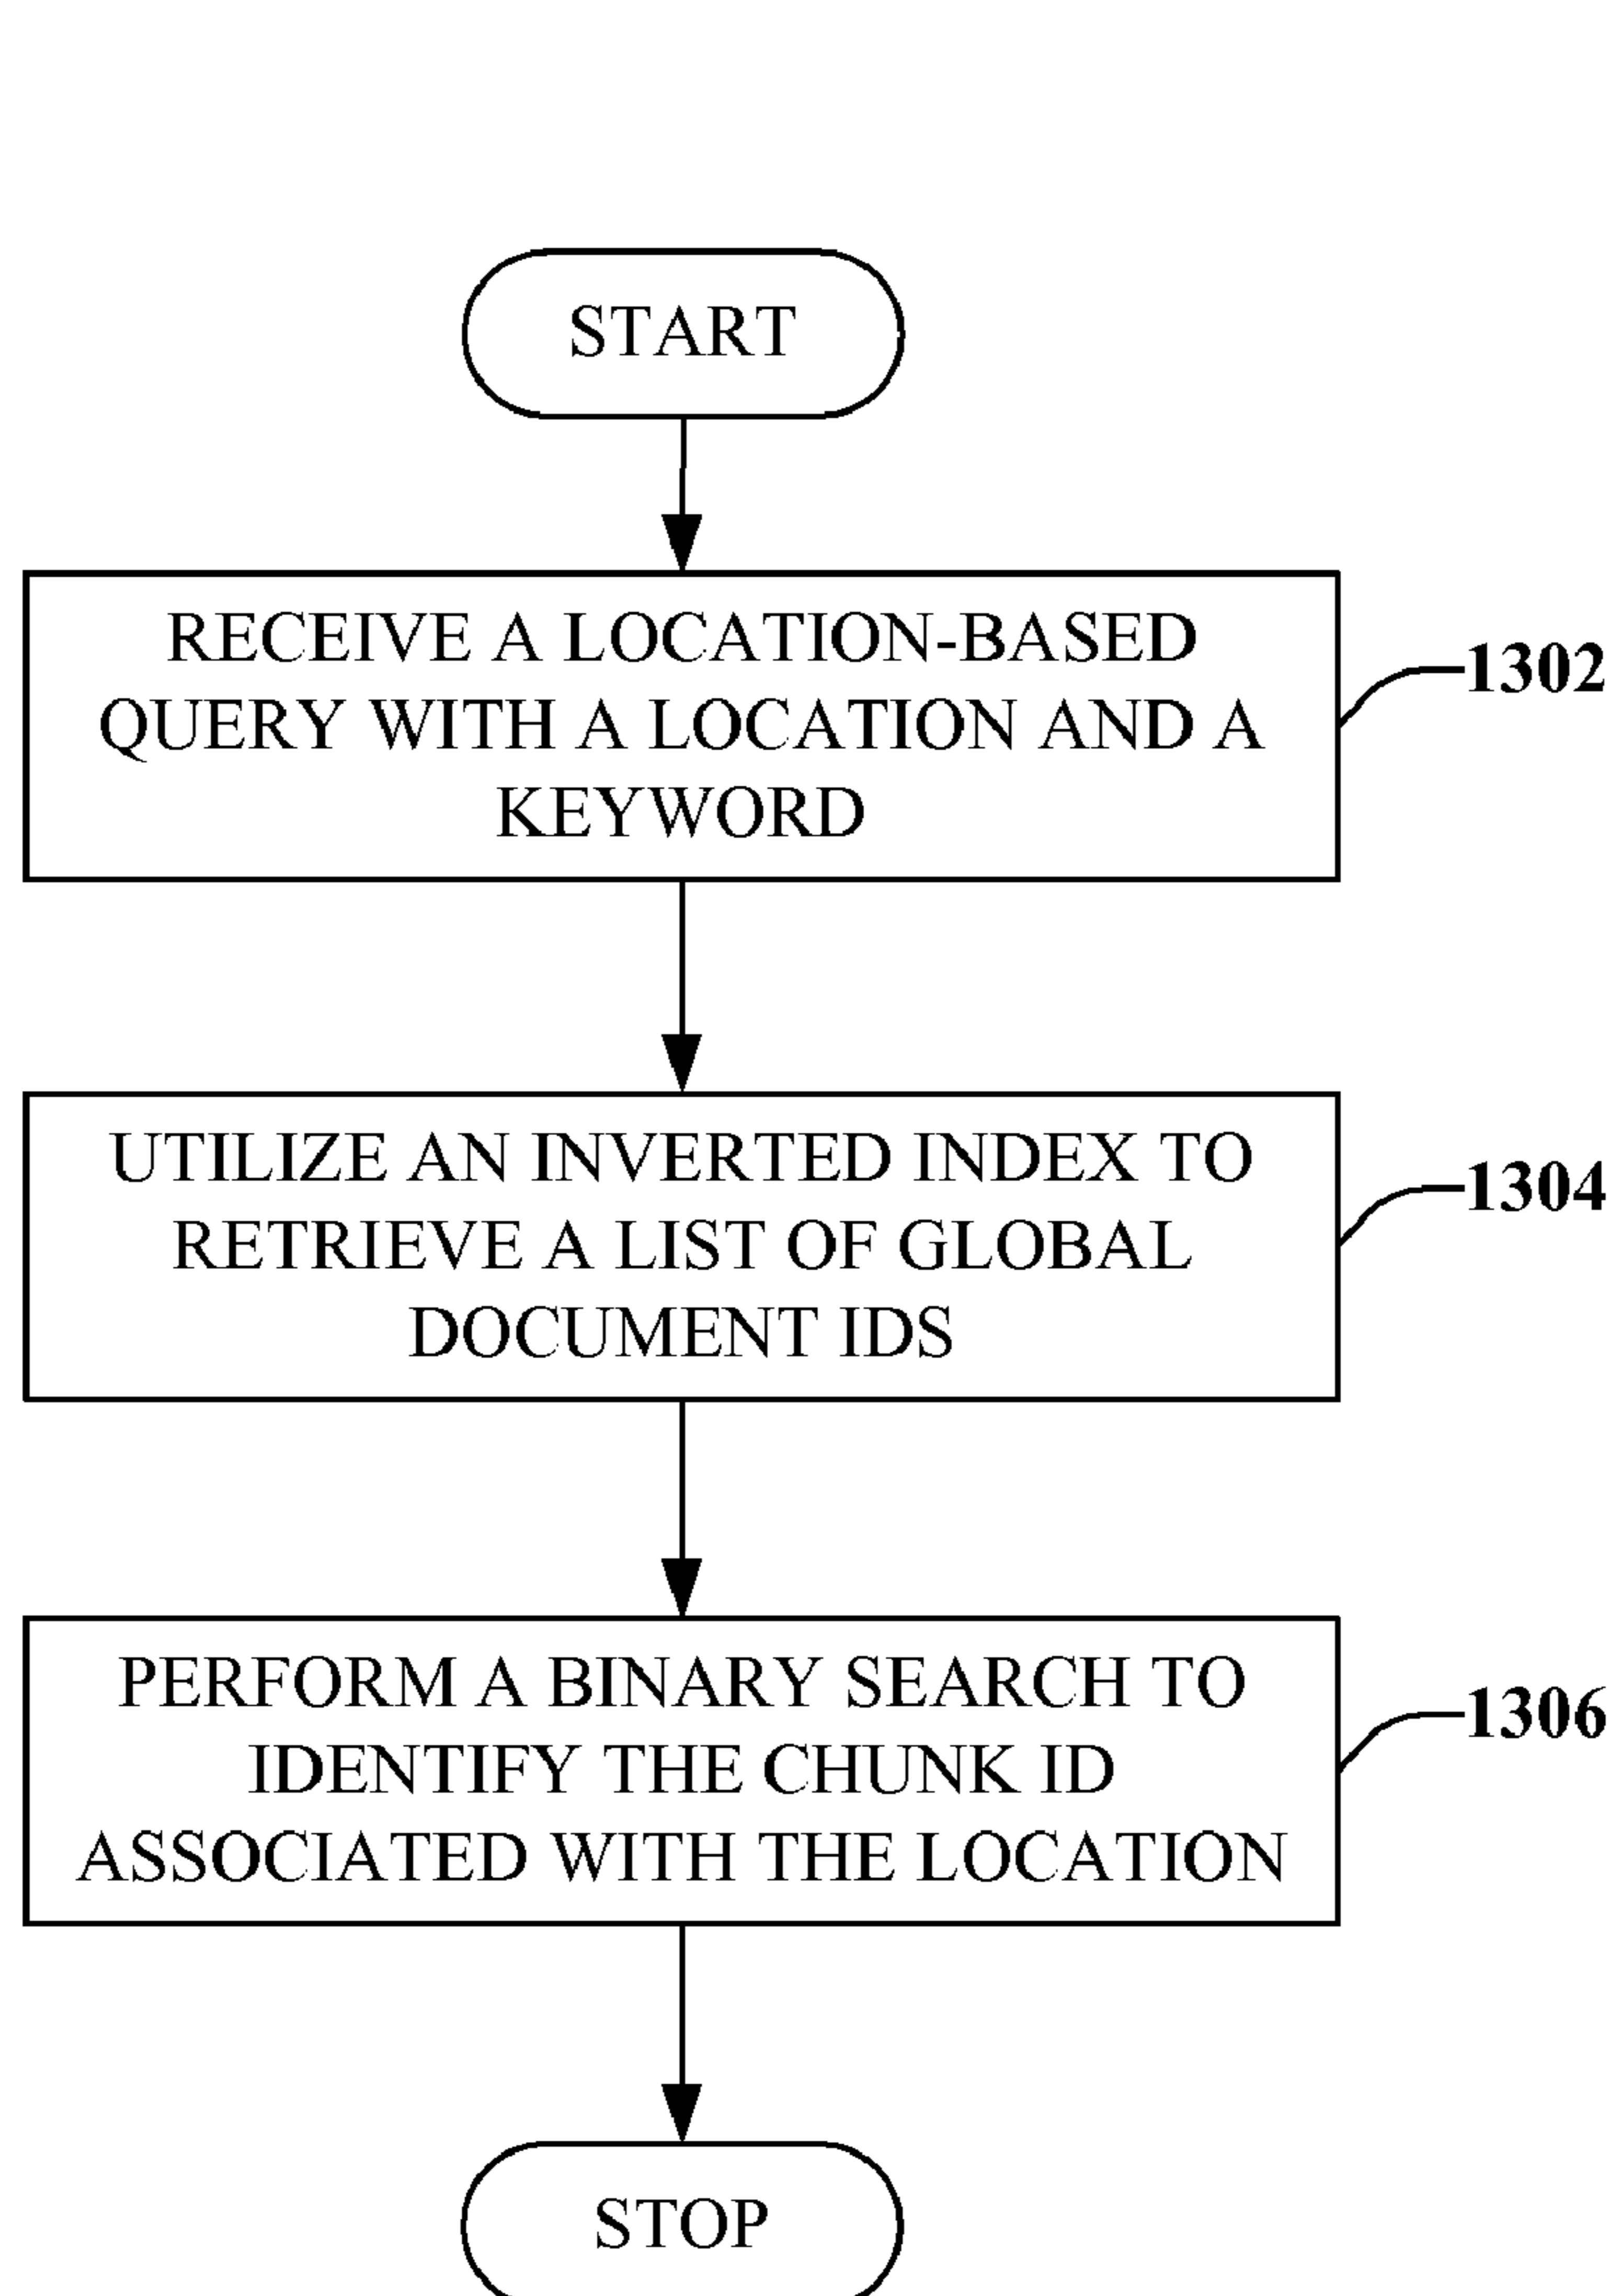 START
RECEIVE A LOCATION-BASED
QUERY WITH A LOCATION AND A
KEYWORD
1302
UTILIZE AN INVERTED INDEX TO
RETRIEVE A LIST OF GLOBAL
DOCUMENT IDS
1304
PERFORM A BINARY SEARCH TO
IDENTIFY THE CHUNK ID
ASSOCIATED WITH THE LOCATION
1306
STOP